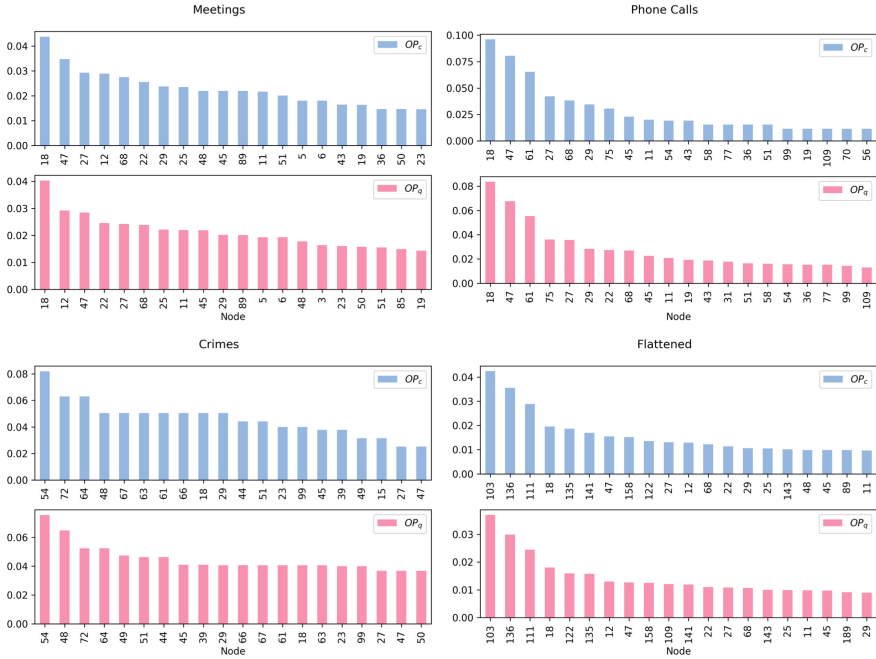 Meetings
0.04
0.03
0.02
0.01
0.00
OPc
18 47 27 12 68 22 29 25 48 45 89 11 51 5 6 43 19 36 50 23
0.04
0.03
0.02
0.01
0.00
OPq
18 12 47 22 27 68 25 11 45 29 89 5 6 48 3 23 50 51 85 19
Node
Phone Calls
0.100
0.075
0.050
0.025
0.000
OPc
18 47 61 27 68 29 75 45 11 54 43 58 77 36 51 99 19 109 70 56
0.08
0.06
0.04
0.02
0.00
OPq
18 47 61 75 27 29 22 68 45 11 19 43 31 51 58 54 36 77 99 109
Node
Crimes
0.08
0.06
0.04
0.02
0.00
OPc
54 72 64 48 67 63 61 66 18 29 44 51 23 99 45 39 49 15 27 47
0.06
0.04
0.02
0.00
OPq
54 48 72 64 49 51 44 45 39 29 66 67 61 18 63 23 99 27 47 50
Node
Flattened
0.04
0.03
0.02
0.01
0.00
OPc
103 136 111 18 135 141 47 158 122 27 12 68 22 29 25 143 48 45 89 11
0.03
0.02
0.01
0.00
OPq
103 136 111 18 122 135 12 47 158 109 141 22 27 68 143 25 11 45 189 29
Node